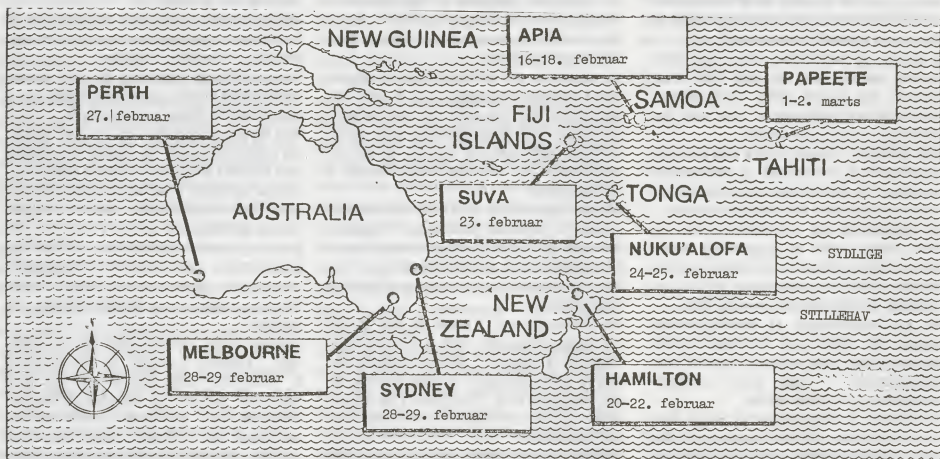 NEW GUINEA
APIA
16-18. februar
SAMOA
PAPEETE
1-2. marts
TAHITI
PERTH
27. februar
FIJI
ISLANDS
SUVA
23. februar
TONGA
NUKU'ALOFA
24-25. februar
AUSTRALIA
SYDLIGE
STILLEHAV
NEW
ZEALAND
MELBOURNE
28-29 februar
SYDNEY
28-29. februar
HAMILTON
20-22. februar